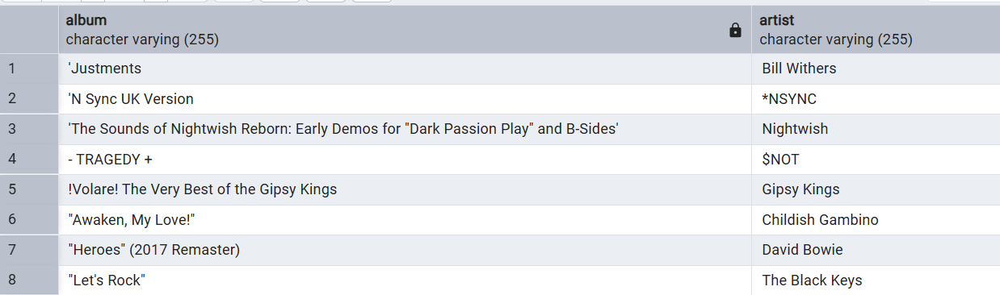 album artist
character varying (255) character varying (255)
1 'Justments Bill Withers
2 'N Sync UK Version *NSYNC
3 'The Sounds of Nightwish Reborn: Early Demos for "Dark Passion Play" and B-Sides' Nightwish
4 - TRAGEDY + $NOT
5 !Volare! The Very Best of the Gipsy Kings Gipsy Kings
6 "Awaken, My Love!" Childish Gambino
7 "Heroes" (2017 Remaster) David Bowie
8 "Let's Rock" The Black Keys